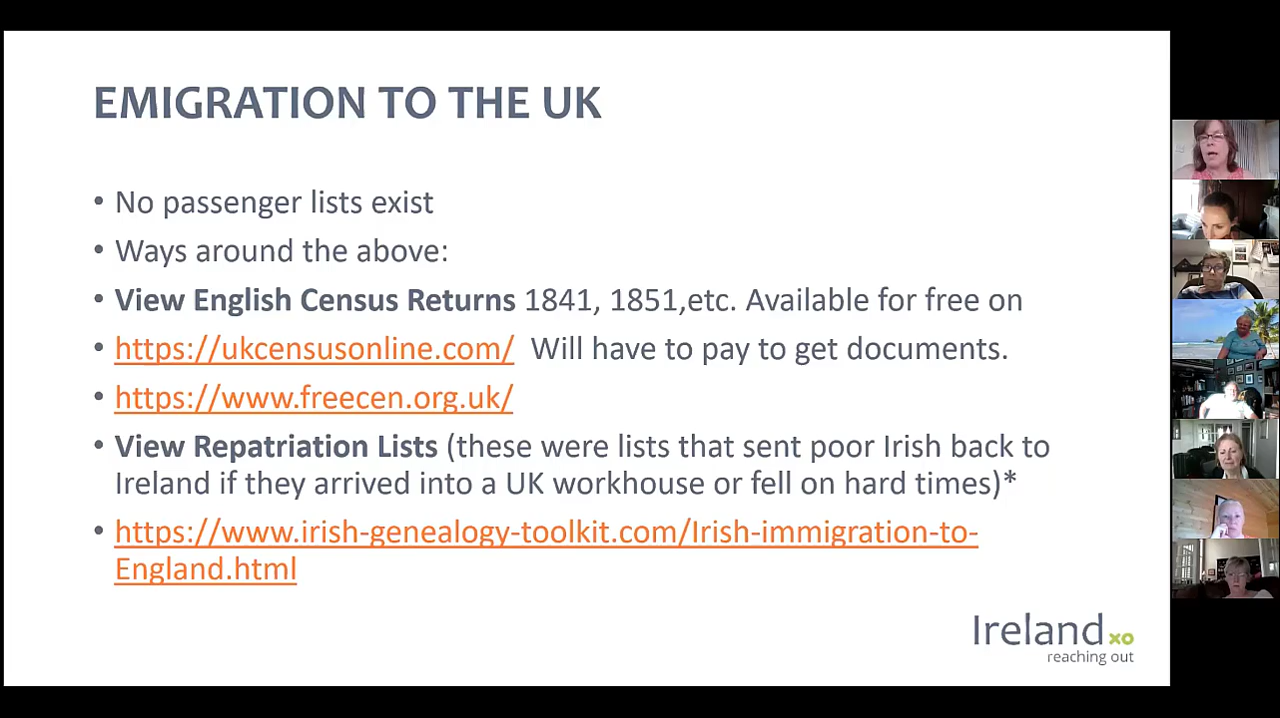 EMIGRATION TO THE UK
• No passenger lists exist
• Ways around the above:
• View English Census Returns 1841, 1851,etc. Available for free on
• https://ukcensusonline.com/ Will have to pay to get documents.
• https://www.freecen.org.uk/
• View Repatriation Lists (these were lists that sent poor Irish back to
Ireland if they arrived into a UK workhouse or fell on hard times)*
• https://www.irish-genealogy-toolkit.com/Irish-immigration-to-
England.html
Ireland xo
reaching out